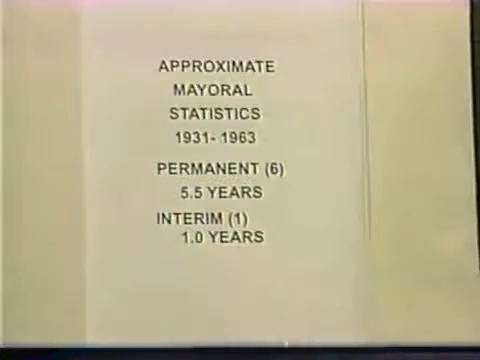 APPROXIMATE
MAYORAL
STATISTICS
1931- 1963
PERMANENT (6)
5.5 YEARS
INTERIM (1)
1.0 YEARS